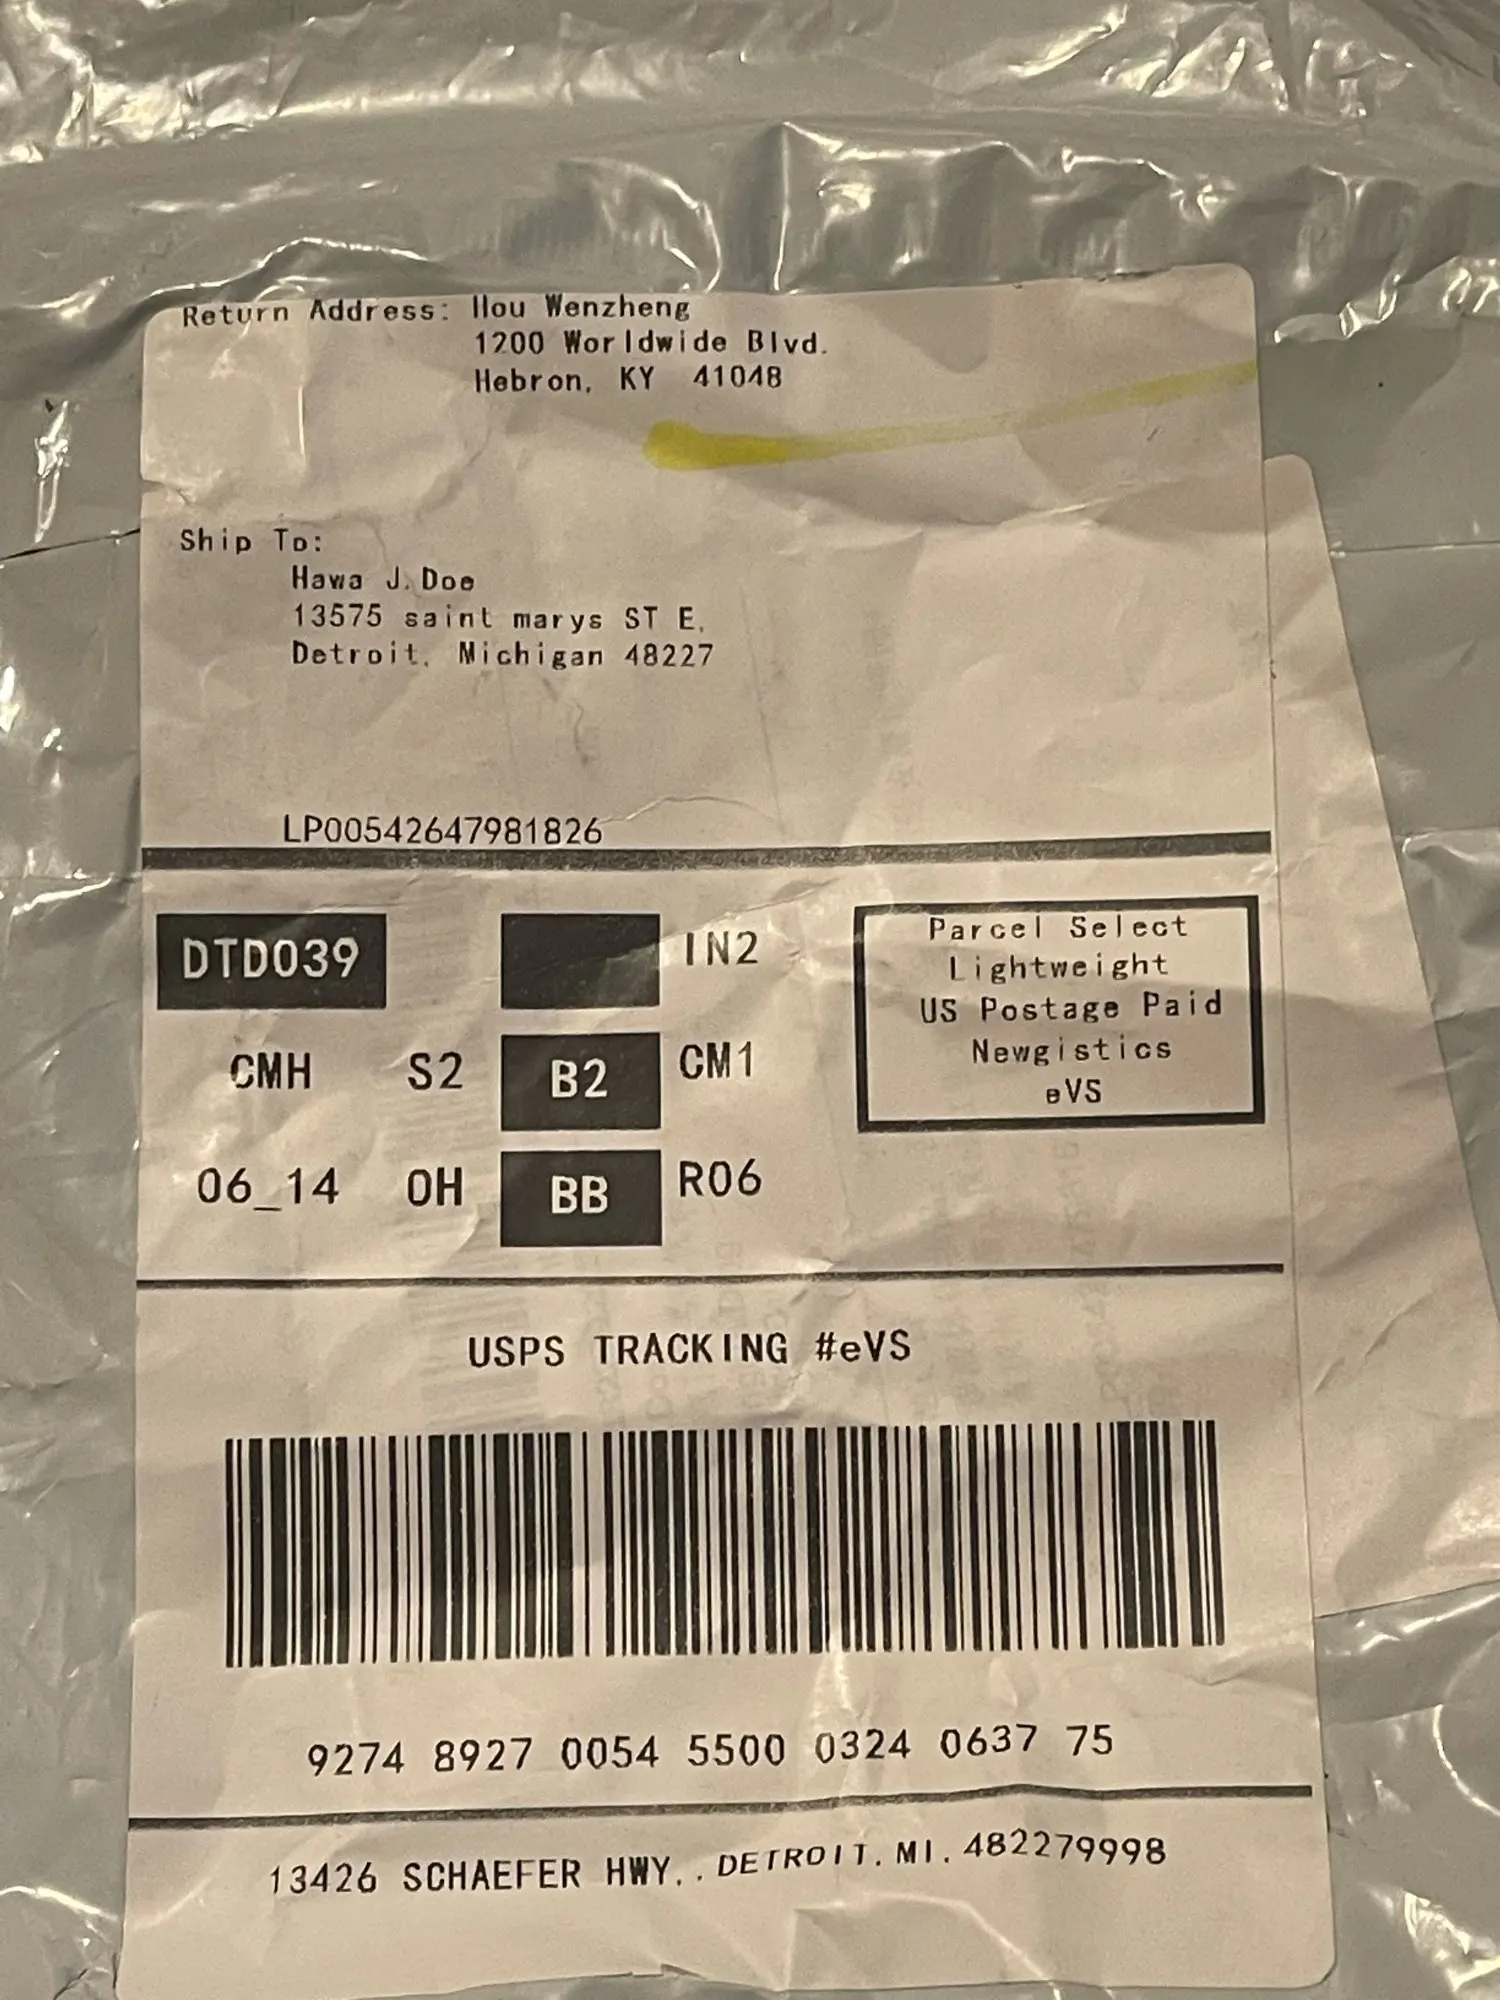 Return Address: Hou Wenzheng
1200 Worldwide Blvd.
Hebron, KY 41048
Ship To:
Hawa J.Doe
13575 saint marys ST E,
Detroit, Michigan 48227
LP00542647981826
DTD039 IN2
CMH S2 B2 CM1
06_14 OH BB R06
Parcel Select
Lightweight
US Postage Paid
Newgistics
eVS
USPS TRACKING #eVS
9274 8927 0054 5500 0324 0637 75
13426 SCHAEFER HWY,. DETROIT, MI, 482279998